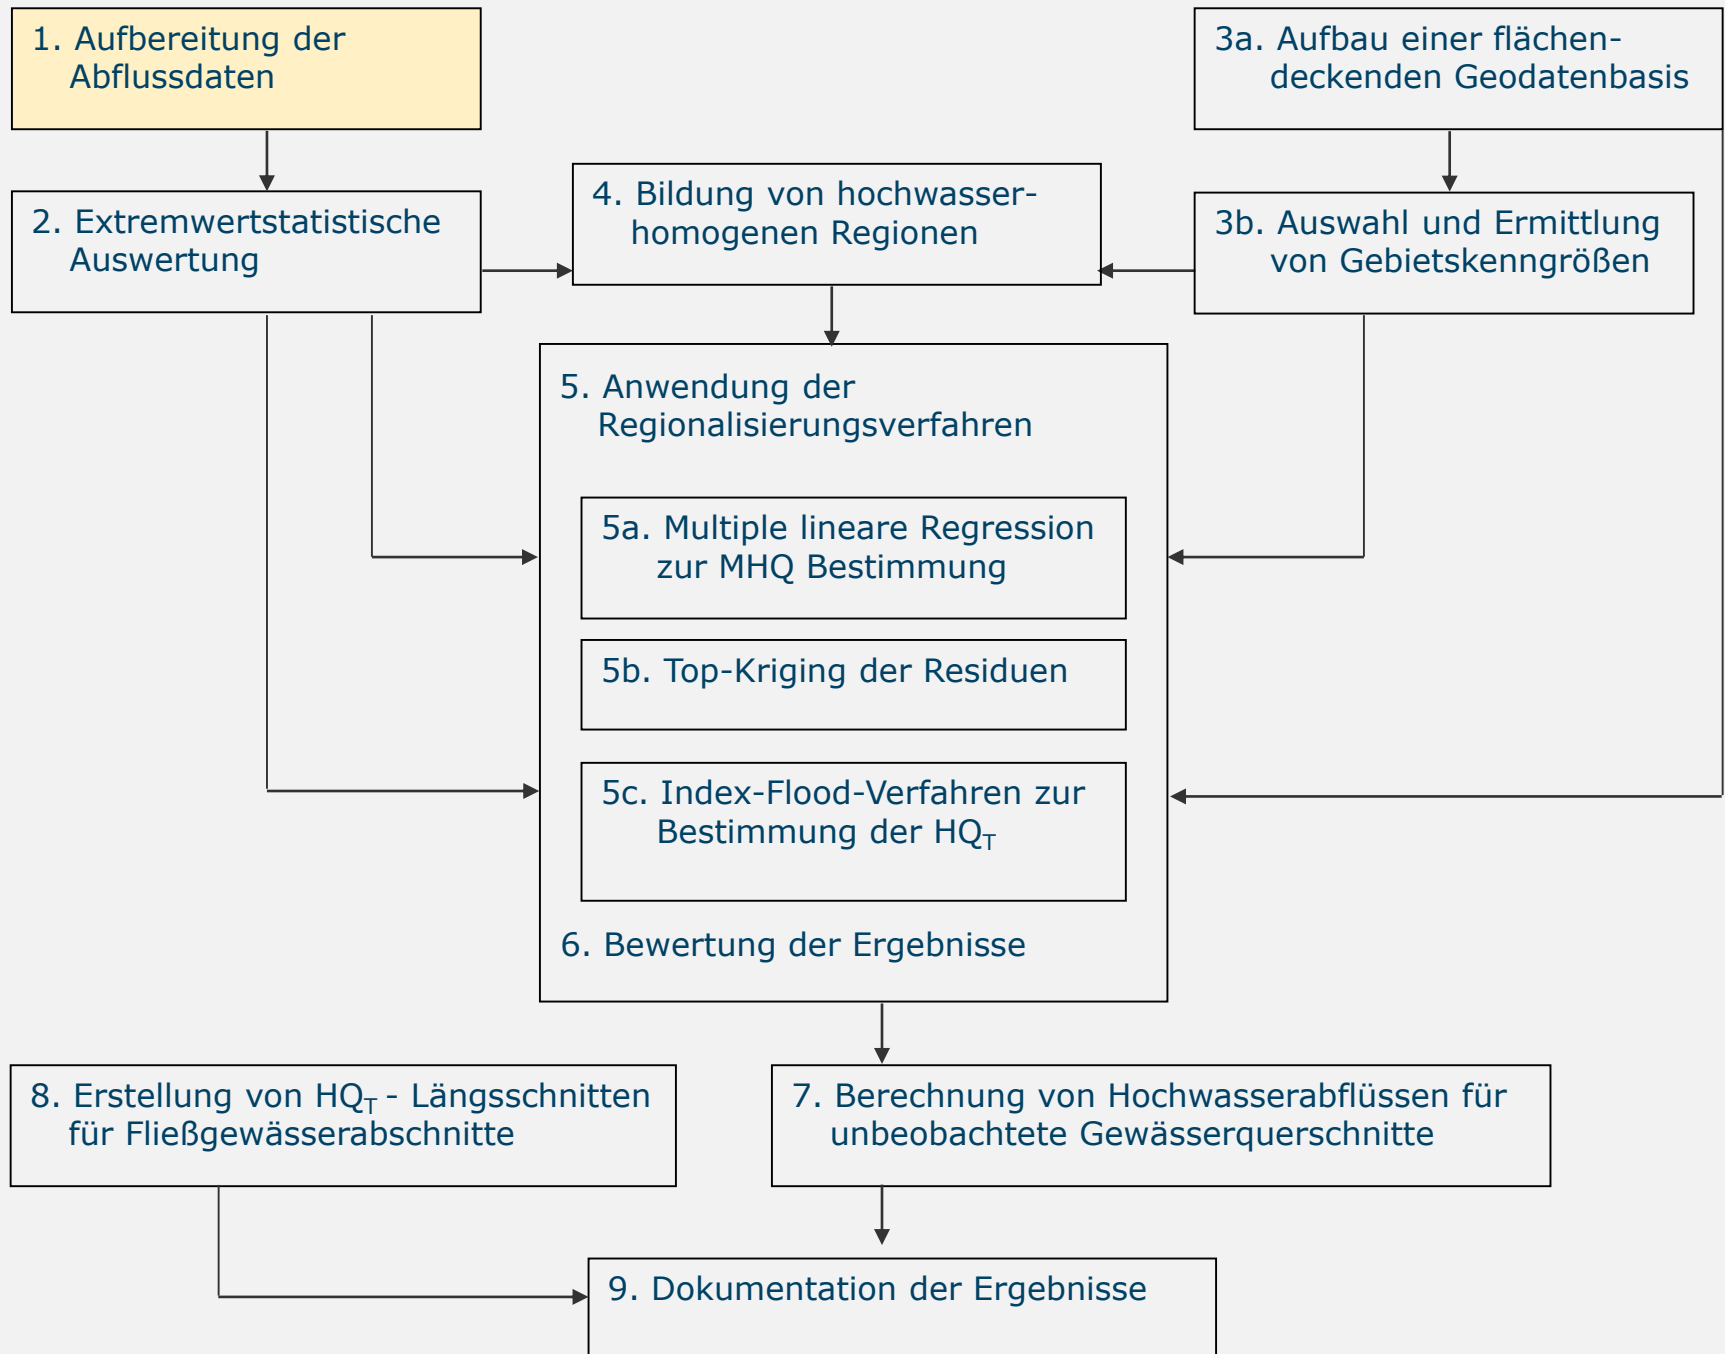 1. Aufbereitung der
Abflussdaten
3a. Aufbau einer flächen-
deckenden Geodatenbasis
2. Extremwertstatistische
Auswertung
4. Bildung von hochwasser-
homogenen Regionen
3b. Auswahl und Ermittlung
von Gebietskenngrößen
5. Anwendung der
Regionalisierungsverfahren
5a. Multiple lineare Regression
zur MHQ Bestimmung
5b. Top-Kriging der Residuen
5c. Index-Flood-Verfahren zur
Bestimmung der HQT
6. Bewertung der Ergebnisse
8. Erstellung von HQT - Längsschnitten
für Fließgewässerabschnitte
7. Berechnung von Hochwasserabflüssen für
unbeobachtete Gewässerquerschnitte
9. Dokumentation der Ergebnisse